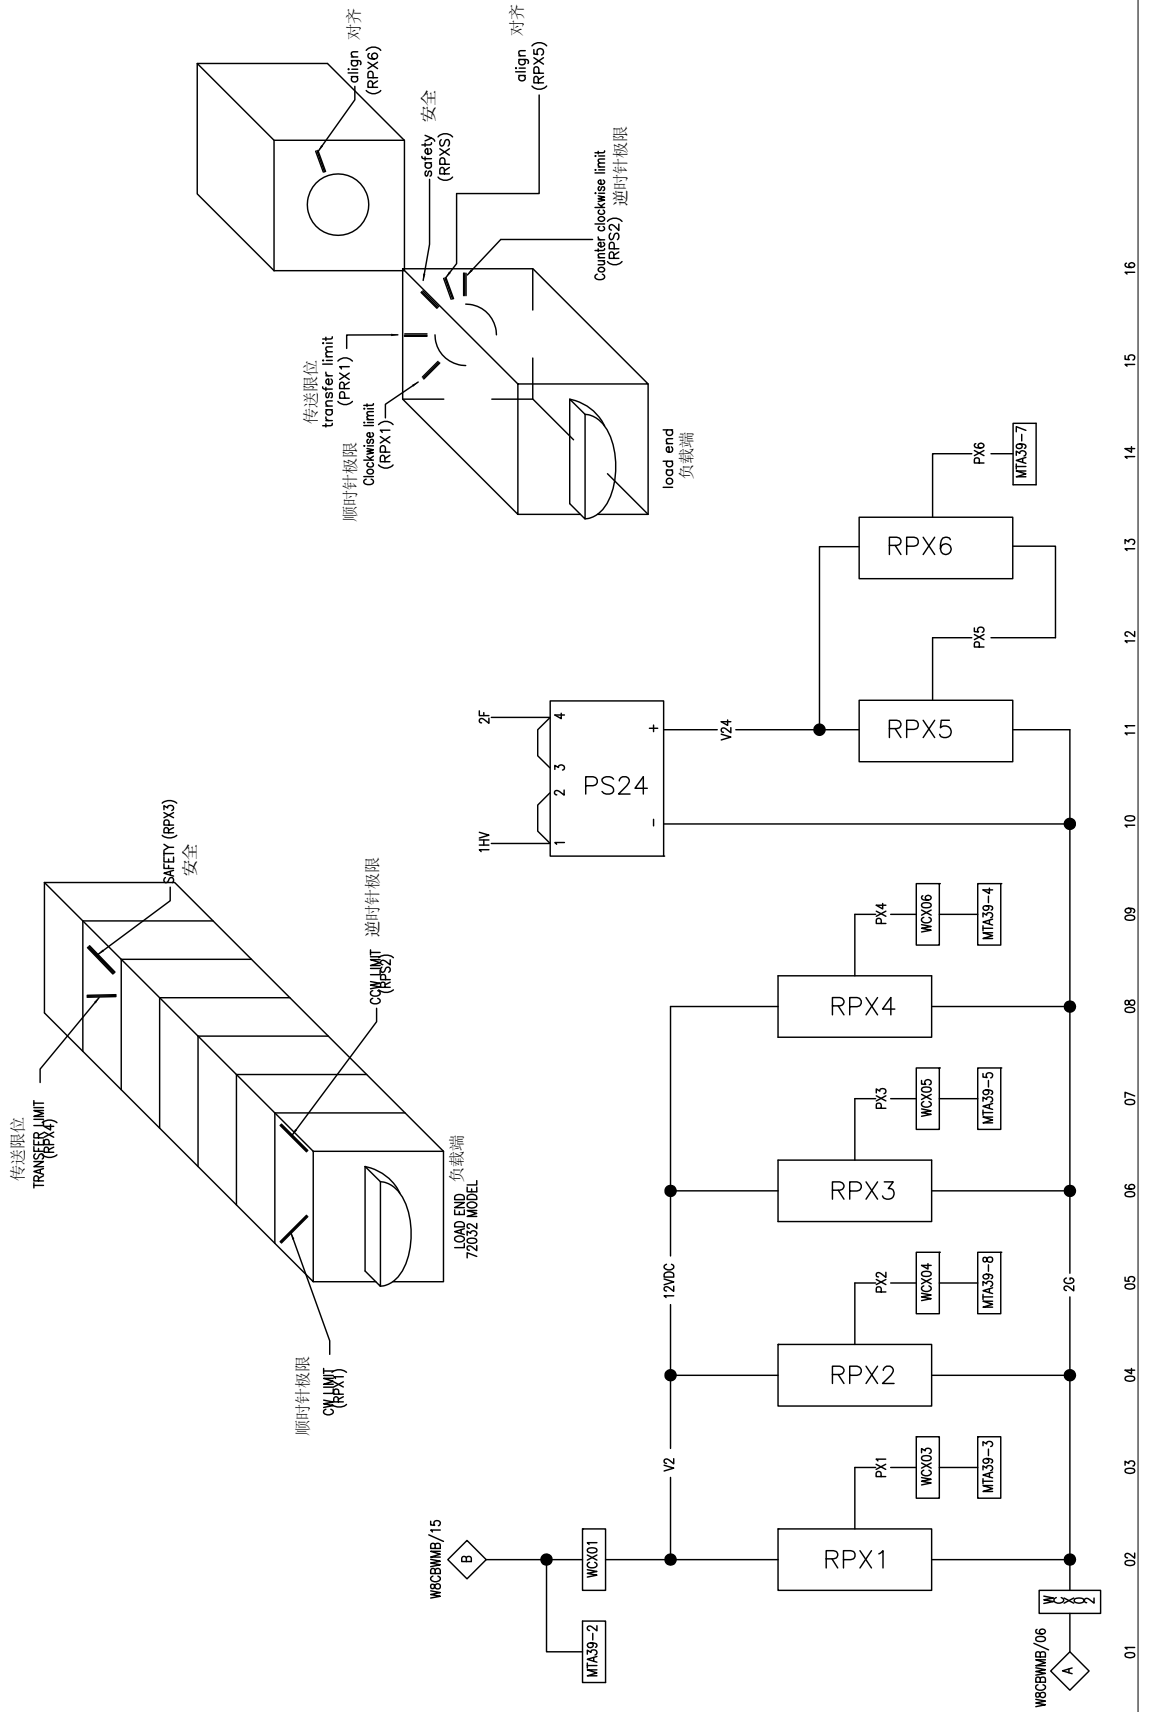 传送限位
TRANSFER LIMIT
(RPX4)
SAFETY (RPX3)
安全
顺时针极限
CW LIMIT
(RPX1)
CCW LIMIT 逆时针极限
(RPS2)
负载端
LOAD END
72032 MODEL
传送限位
transfer limit
(PRX1)
顺时针极限
Clockwise limit
(RPX1)
align 对齐
(RPX6)
safety 安全
(RPXS)
align 对齐
(RPX5)
Counter clockwise limit
(RPS2) 逆时针极限
load end
负载端
W8CBWMB/15
B
MTA39-2
WCX01
V2
12VDC
1HV
2F
1 2 3 4
PS24
- +
V24
RPX1
PX1
WCX03
MTA39-3
RPX2
PX2
WCX04
MTA39-8
RPX3
PX3
WCX05
MTA39-5
RPX4
PX4
WCX06
MTA39-4
RPX5
PX5
RPX6
PX6
MTA39-7
W8CBWMB/06
A
WCX02
2G
01 02 03 04 05 06 07 08 09 10 11 12 13 14 15 16